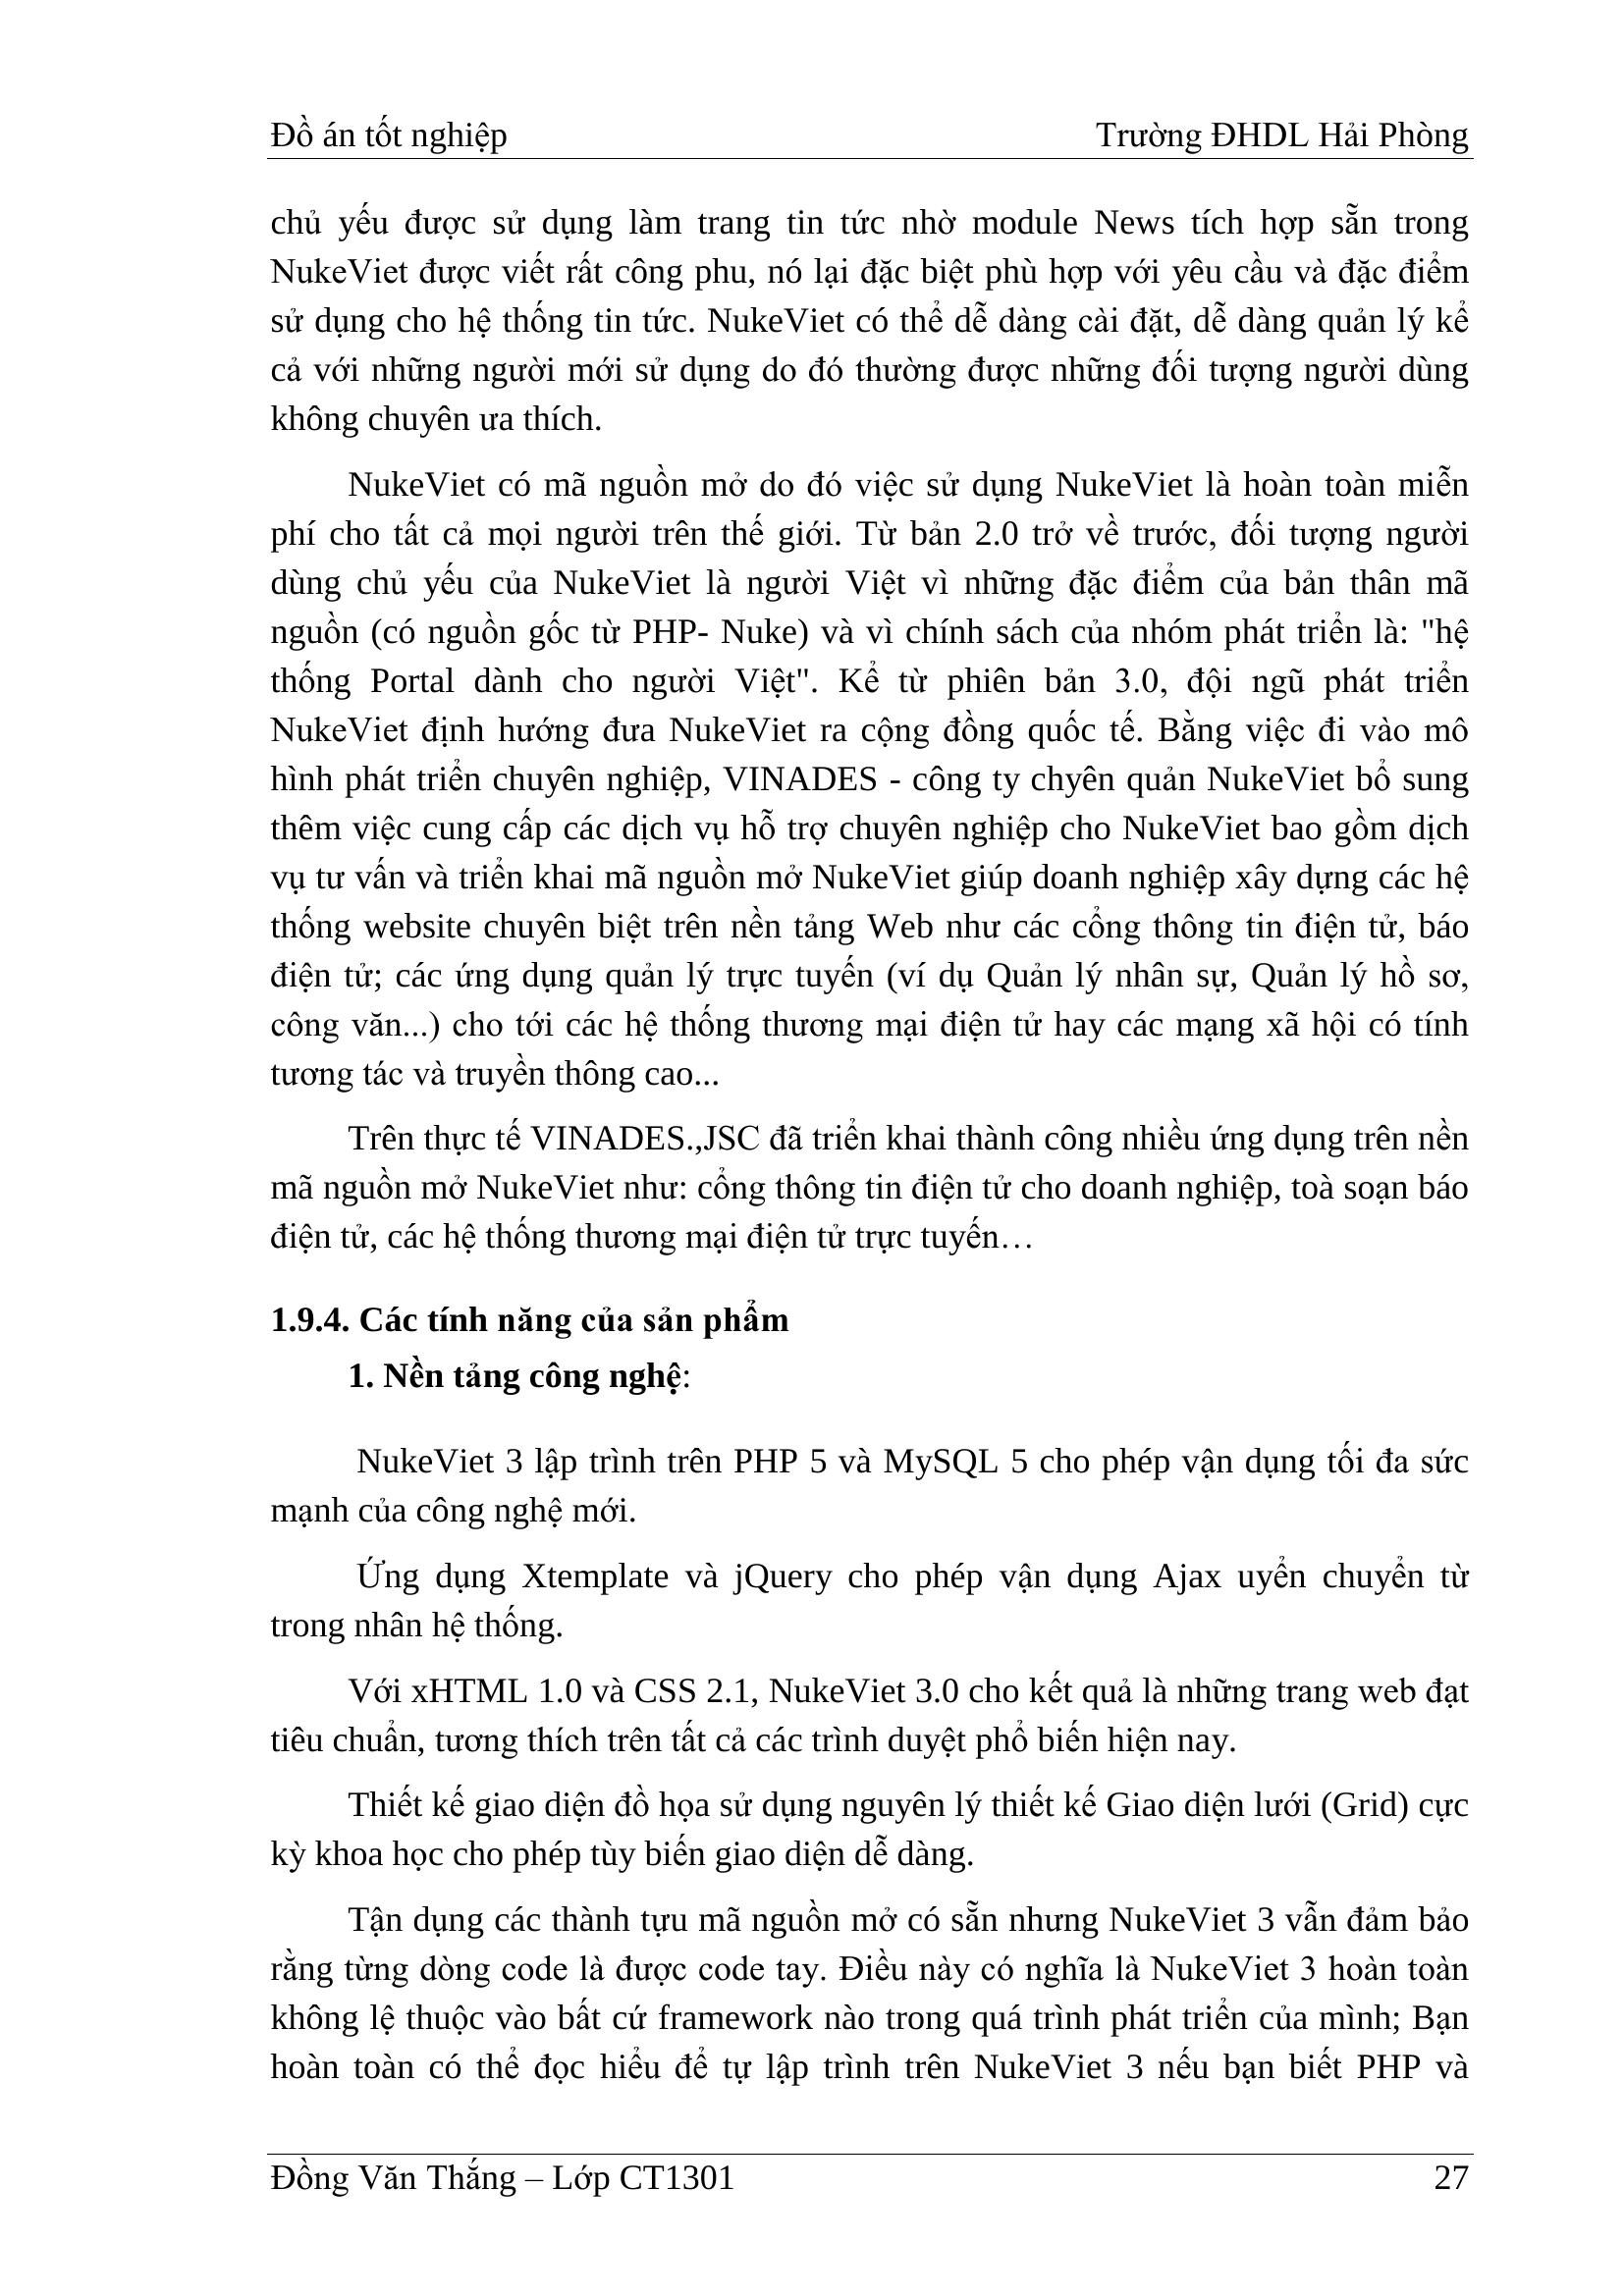 Đồ án tốt nghiệp
Trường ĐHDL Hải Phòng
chủ yếu được sử dụng làm trang tin tức nhờ module News tích hợp sẵn trong
NukeViet được viết rất công phu, nó lại đặc biệt phù hợp với yêu cầu và đặc điểm
sử dụng cho hệ thống tin tức. NukeViet có thể dễ dàng cài đặt, dễ dàng quản lý kể
cả với những người mới sử dụng do đó thường được những đối tượng người dùng
không chuyên ưa thích.
NukeViet có mã nguồn mở do đó việc sử dụng NukeViet là hoàn toàn miễn
phí cho tất cả mọi người trên thế giới. Từ bản 2.0 trở về trước, đối tượng người
dùng chủ yếu của NukeViet là người Việt vì những đặc điểm của bản thân mã
nguồn (có nguồn gốc từ PHP- Nuke) và vì chính sách của nhóm phát triển là: "hệ
thống Portal dành cho người Việt". Kể từ phiên bản 3.0, đội ngũ phát triển
NukeViet định hướng đưa NukeViet ra cộng đồng quốc tế. Bằng việc đi vào mô
hình phát triển chuyên nghiệp, VINADES - công ty chyên quản NukeViet bổ sung
thêm việc cung cấp các dịch vụ hỗ trợ chuyên nghiệp cho NukeViet bao gồm dịch
vụ tư vấn và triển khai mã nguồn mở NukeViet giúp doanh nghiệp xây dựng các hệ
thống website chuyên biệt trên nền tảng Web như các cổng thông tin điện tử, báo
điện tử; các ứng dụng quản lý trực tuyến (ví dụ Quản lý nhân sự, Quản lý hồ sơ,
công văn...) cho tới các hệ thống thương mại điện tử hay các mạng xã hội có tính
tương tác và truyền thông cao...
Trên thực tế VINADES.,JSC đã triển khai thành công nhiều ứng dụng trên nền
mã nguồn mở NukeViet như: cổng thông tin điện tử cho doanh nghiệp, toà soạn báo
điện tử, các hệ thống thương mại điện tử trực tuyến…
1.9.4. Các tính năng của sản phẩm
1. Nền tảng công nghệ:
NukeViet 3 lập trình trên PHP 5 và MySQL 5 cho phép vận dụng tối đa sức
mạnh của công nghệ mới.
Ứng dụng Xtemplate và jQuery cho phép vận dụng Ajax uyển chuyển từ
trong nhân hệ thống.
Với xHTML 1.0 và CSS 2.1, NukeViet 3.0 cho kết quả là những trang web đạt
tiêu chuẩn, tương thích trên tất cả các trình duyệt phổ biến hiện nay.
Thiết kế giao diện đồ họa sử dụng nguyên lý thiết kế Giao diện lưới (Grid) cực
kỳ khoa học cho phép tùy biến giao diện dễ dàng.
Tận dụng các thành tựu mã nguồn mở có sẵn nhưng NukeViet 3 vẫn đảm bảo
rằng từng dòng code là được code tay. Điều này có nghĩa là NukeViet 3 hoàn toàn
không lệ thuộc vào bất cứ framework nào trong quá trình phát triển của mình; Bạn
hoàn toàn có thể đọc hiểu để tự lập trình trên NukeViet 3 nếu bạn biết PHP và
Đồng Văn Thắng – Lớp CT1301
27